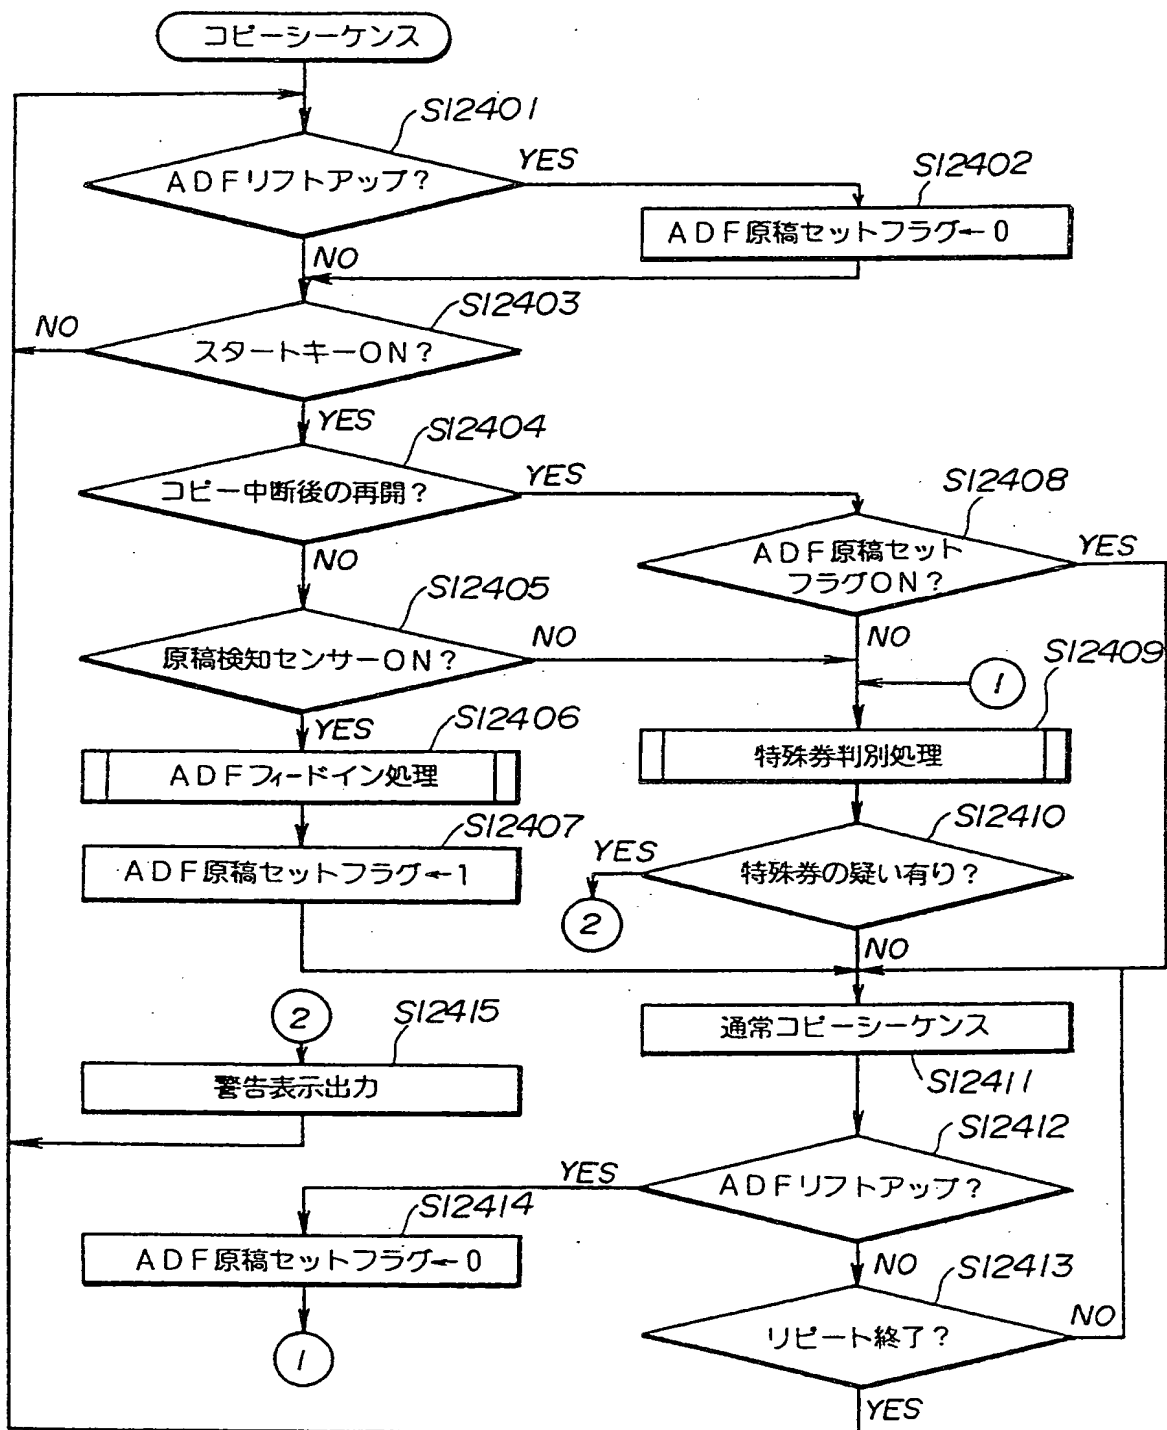 コピーシーケンス
S12401
ADFリフトアップ?
YES
S12402
ADF原稿セットフラグ←0
NO
S12403
NO
スタートキーON?
YES
S12404
コピー中断後の再開?
YES
S12408
ADF原稿セット
フラグON?
YES
NO
S12405
原稿検知センサーON?
NO
NO
S12409
1
YES
S12406
ADFフィードイン処理
特殊券判別処理
S12407
ADF原稿セットフラグ←1
S12410
YES
特殊券の疑い有り?
2
NO
2
S12415
通常コピーシーケンス
警告表示出力
S12411
S12412
YES
ADFリフトアップ?
S12414
ADF原稿セットフラグ←0
NO
S12413
リピート終了?
NO
1
YES